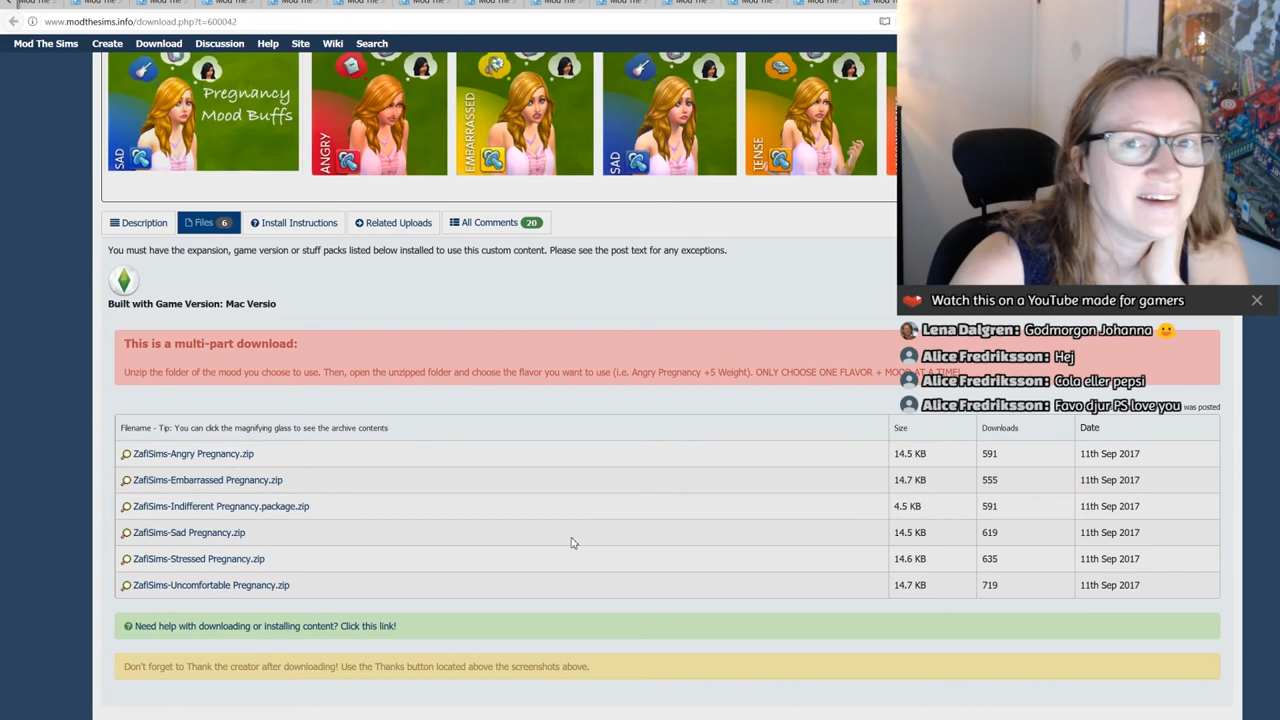 www.modthesims.info/download.php?t=600042
Mod The Sims Create Download Discussion Help Site Wiki Search
Pregnancy
Mood Buffs
SAD
ANGRY
EMBARRASSED
SAD
TENSE
Description Files 6 Install Instructions Related Uploads All Comments 20
You must have the expansion, game version or stuff packs listed below installed to use this custom content. Please see the post text for any exceptions.
Built with Game Version: Mac Versio
This is a multi-part download:
Unzip the folder of the mood you choose to use. Then, open the unzipped folder and choose the flavor you want to use (i.e. Angry Pregnancy +5 Weight). ONLY CHOOSE ONE FLAVOR + MOOD AT A TIME!
Watch this on a YouTube made for gamers
Lena Dalgren: Godmorgon Johanna
Alice Fredriksson: Hej
Alice Fredriksson: Cola eller pepsi
Alice Fredriksson: Favo djur PS love you
was posted
Filename - Tip: You can click the magnifying glass to see the archive contents Size Downloads Date
ZafiSims-Angry Pregnancy.zip 14.5 KB 591 11th Sep 2017
ZafiSims-Embarrassed Pregnancy.zip 14.7 KB 555 11th Sep 2017
ZafiSims-Indifferent Pregnancy.package.zip 4.5 KB 591 11th Sep 2017
ZafiSims-Sad Pregnancy.zip 14.5 KB 619 11th Sep 2017
ZafiSims-Stressed Pregnancy.zip 14.6 KB 635 11th Sep 2017
ZafiSims-Uncomfortable Pregnancy.zip 14.7 KB 719 11th Sep 2017
Need help with downloading or installing content? Click this link!
Don't forget to Thank the creator after downloading! Use the Thanks button located above the screenshots above.